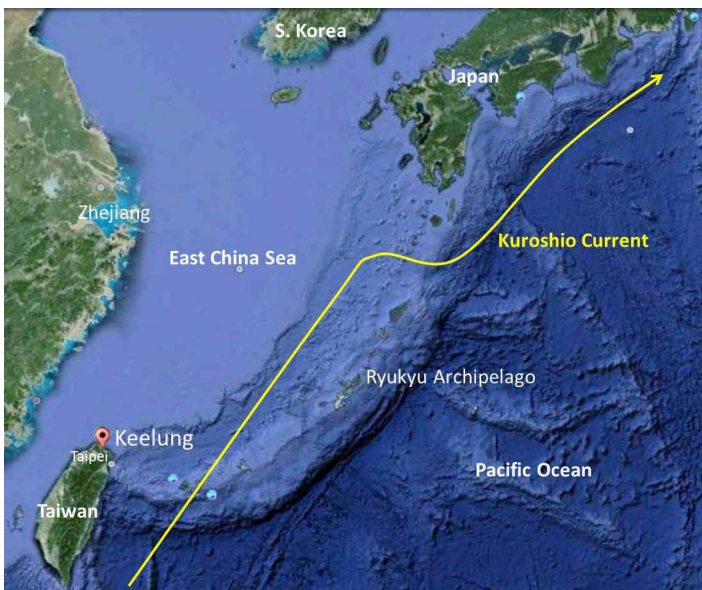 S. Korea
Japan
Zhejiang
Kuroshio Current
East China Sea
Ryukyu Archipelago
Keelung
Taipei
Pacific Ocean
Taiwan